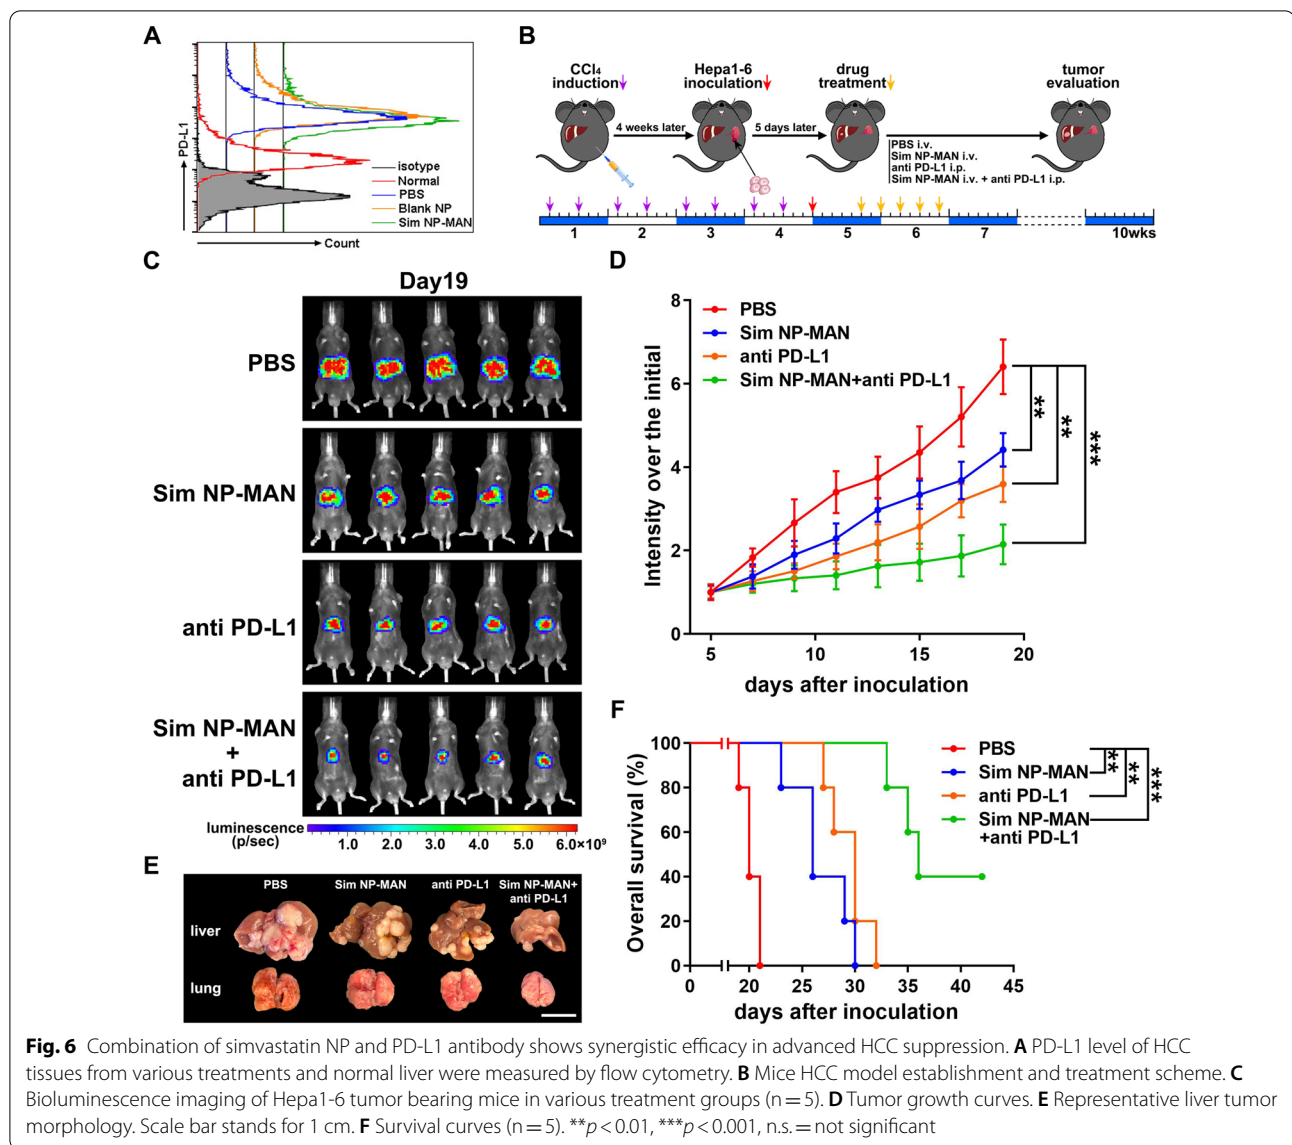 A
PD-L1
Count
isotype
Normal
PBS
Blank NP
Sim NP-MAN
B
CCl₄
induction
Hepa1-6
inoculation
drug
treatment
tumor
evaluation
4 weeks later
5 days later
PBS i.v.
Sim NP-MAN i.v.
anti PD-L1 i.p.
Sim NP-MAN i.v. + anti PD-L1 i.p.
1 2 3 4 5 6 7 10wks
C
Day19
PBS
Sim NP-MAN
anti PD-L1
Sim NP-MAN
+
anti PD-L1
luminescence
(p/sec)
1.0 2.0 3.0 4.0 5.0 6.0×10⁹
D
PBS
Sim NP-MAN
anti PD-L1
Sim NP-MAN+anti PD-L1
Intensity over the initial
8
6
4
2
0
5 10 15 20
days after inoculation
**
**
***
E
PBS
Sim NP-MAN
anti PD-L1
Sim NP-MAN+
anti PD-L1
liver
lung
F
Overall survival (%)
100
80
60
40
20
0
0 20 25 30 35 40 45
days after inoculation
PBS
Sim NP-MAN
anti PD-L1
Sim NP-MAN
+anti PD-L1
**
**
***
Fig. 6 Combination of simvastatin NP and PD-L1 antibody shows synergistic efficacy in advanced HCC suppression. A PD-L1 level of HCC
tissues from various treatments and normal liver were measured by flow cytometry. B Mice HCC model establishment and treatment scheme. C
Bioluminescence imaging of Hepa1-6 tumor bearing mice in various treatment groups (n = 5). D Tumor growth curves. E Representative liver tumor
morphology. Scale bar stands for 1 cm. F Survival curves (n = 5). **p < 0.01, ***p < 0.001, n.s. = not significant